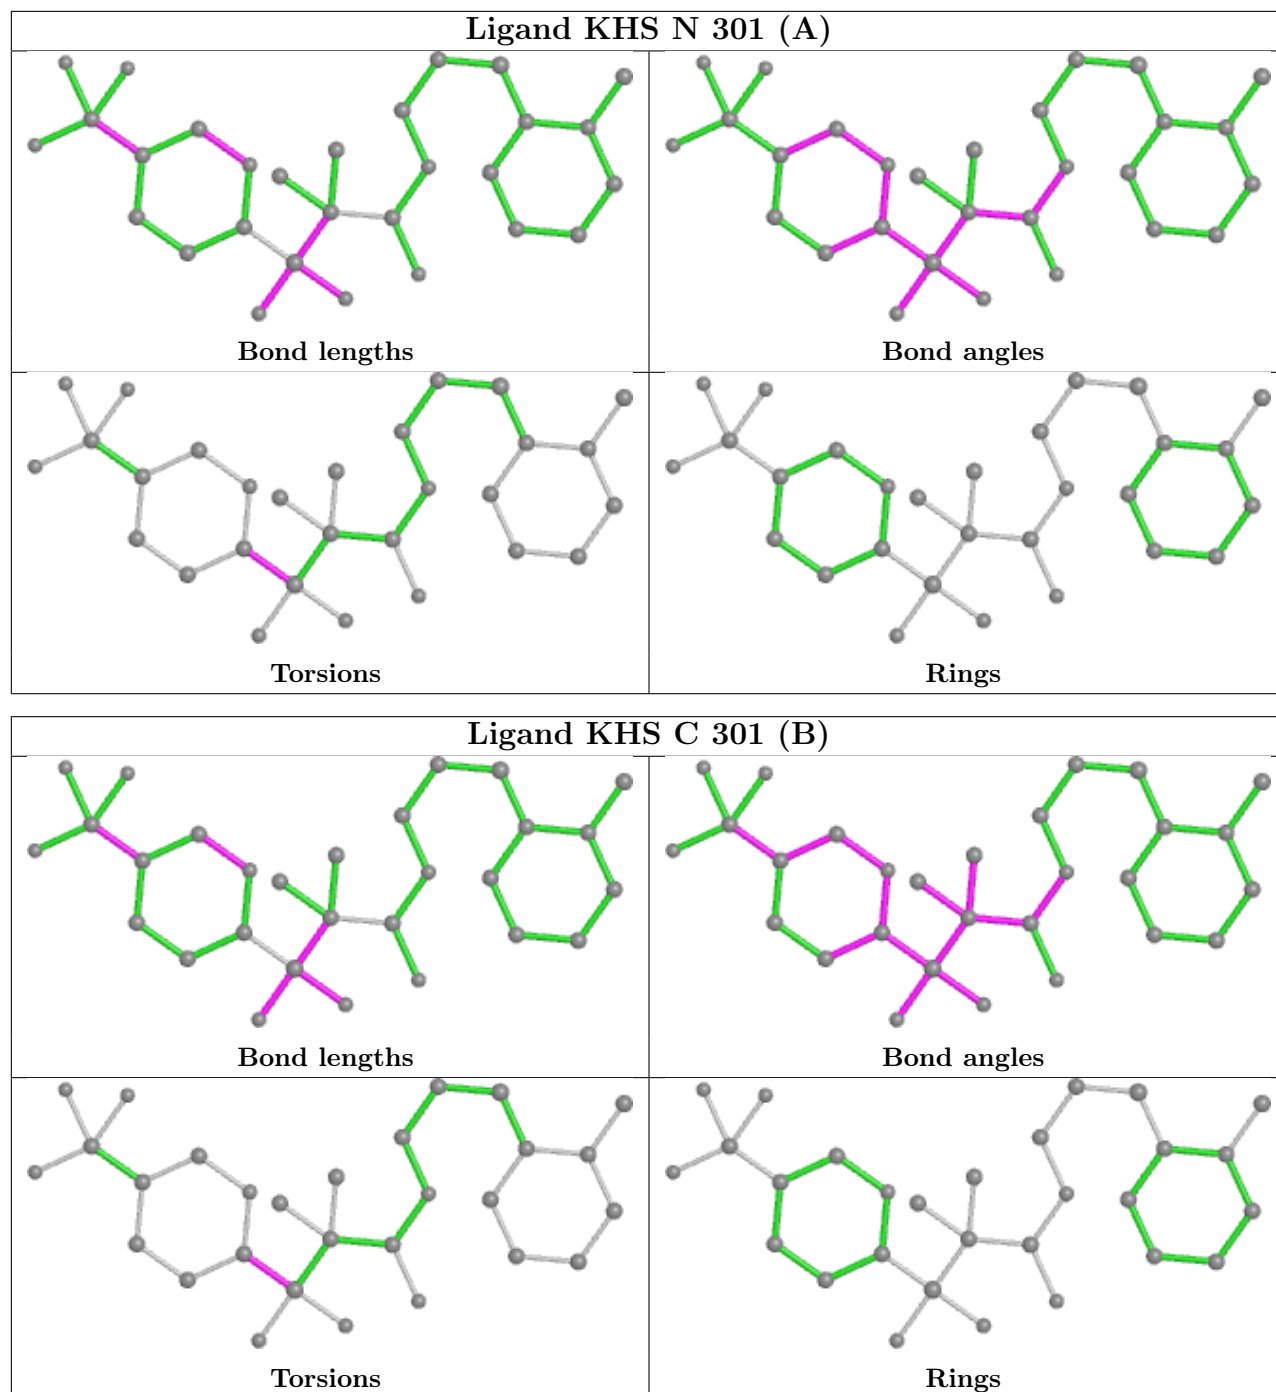 Ligand KHS N 301 (A)
Bond lengths
Bond angles
Torsions
Rings
Ligand KHS C 301 (B)
Bond lengths
Bond angles
Torsions
Rings